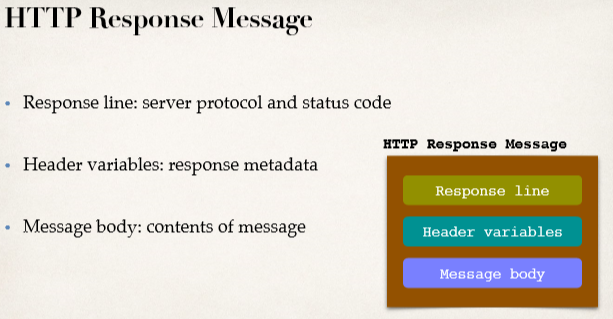 HTTP Response Message
Response line: server protocol and status code
Header variables: response metadata
Message body: contents of message
HTTP Response Message
Response line
Header variables
Message body